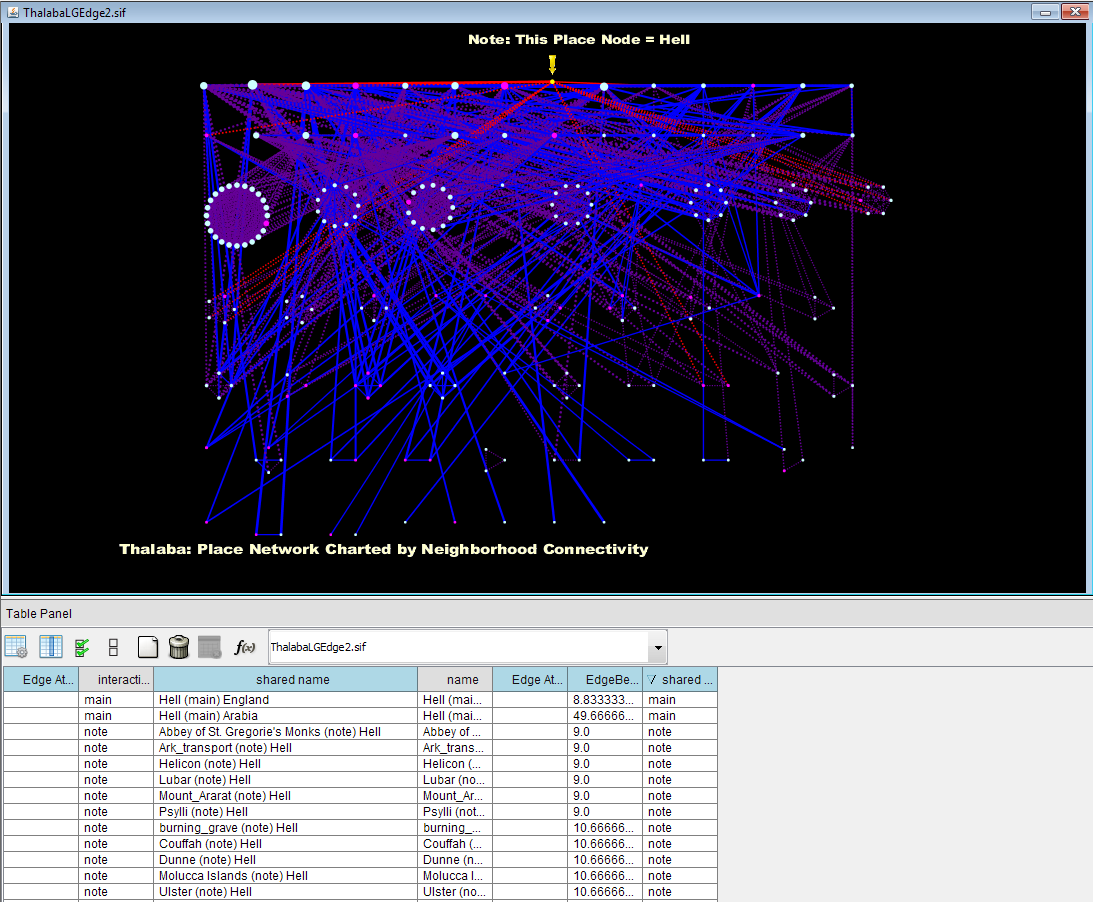 ThalabaLGEdge2.sif
Note: This Place Node = Hell
Thalaba: Place Network Charted by Neighborhood Connectivity
Table Panel
f(x) ThalabaLGEdge2.sif
Edge At... interacti... shared name name Edge At... EdgeBe... shared ...
main Hell (main) England Hell (mai... 8.833333... main
main Hell (main) Arabia Hell (mai... 49.66666... main
note Abbey of St. Gregorie's Monks (note) Hell Abbey of ... 9.0 note
note Ark_transport (note) Hell Ark_trans... 9.0 note
note Helicon (note) Hell Helicon (... 9.0 note
note Lubar (note) Hell Lubar (no... 9.0 note
note Mount_Ararat (note) Hell Mount_Ar... 9.0 note
note Psylli (note) Hell Psylli (not... 9.0 note
note burning_grave (note) Hell burning_... 10.66666... note
note Couffah (note) Hell Couffah (... 10.66666... note
note Dunne (note) Hell Dunne (n... 10.66666... note
note Molucca Islands (note) Hell Molucca I... 10.66666... note
note Ulster (note) Hell Ulster (no... 10.66666... note